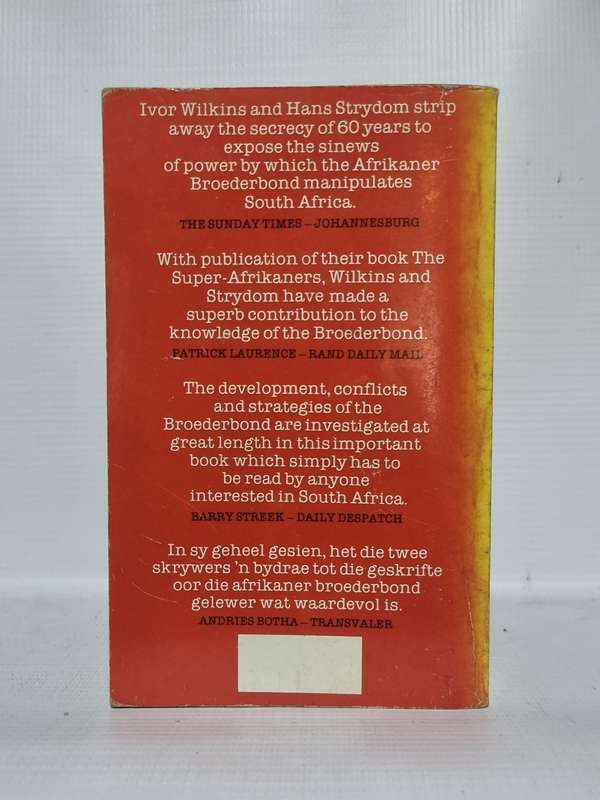 Ivor Wilkins and Hans Strydom strip
away the secrecy of 60 years to
expose the sinews
of power by which the Afrikaner
Broederbond manipulates
South Africa.
THE SUNDAY TIMES – JOHANNESBURG
With publication of their book The
Super-Afrikaners, Wilkins and
Strydom have made a
superb contribution to the
knowledge of the Broederbond.
PATRICK LAURENCE – RAND DAILY MAIL
The development, conflicts
and strategies of the
Broederbond are investigated at
great length in this important
book which simply has to
be read by anyone
interested in South Africa.
BARRY STREEK – DAILY DESPATCH
In sy geheel gesien, het die twee
skrywers 'n bydrae tot die geskrifte
oor die afrikaner broederbond
gelewer wat waardevol is.
ANDRIES BOTHA – TRANSVALER